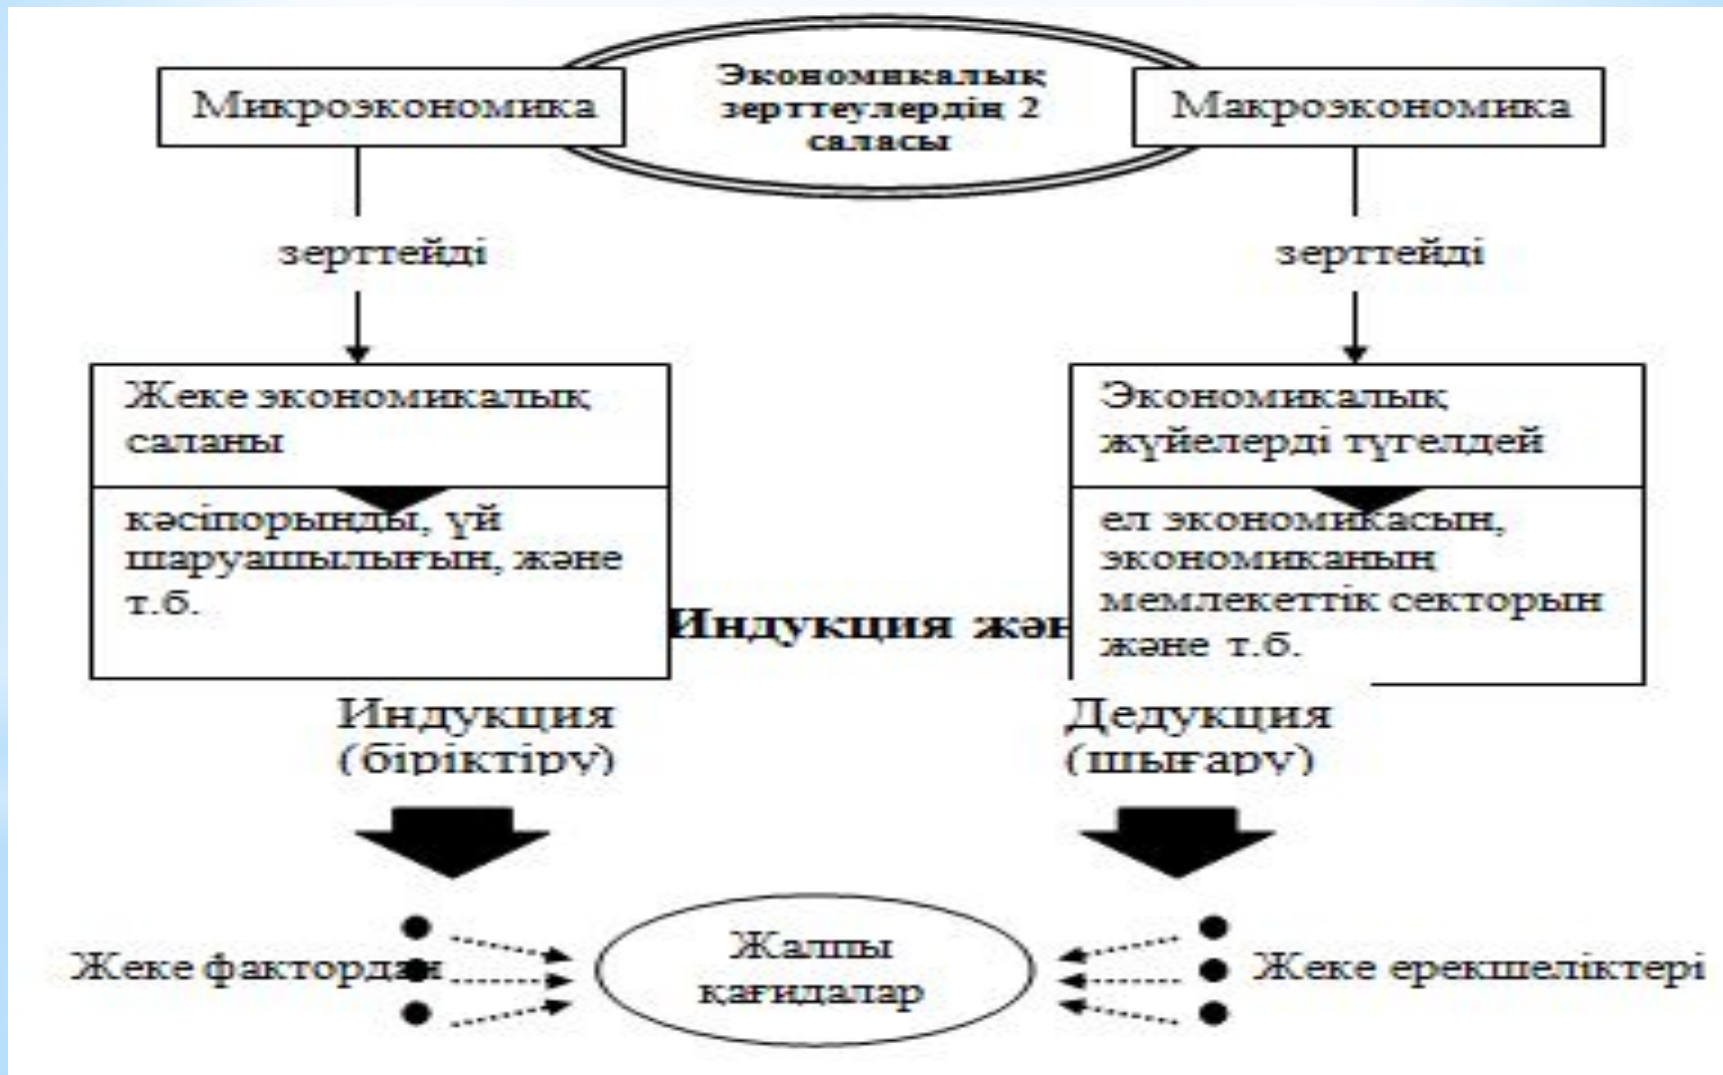 Экономикалық
зерттеулердің 2
саласы
Микроэкономика
Макроэкономика
зерттейді
зерттейді
Жеке экономикалық
саланы
кәсіпорынды, үй
шаруашылығын, және
т.б.
Экономикалық
жүйелерді түгелдей
ел экономикасын,
экономиканың
мемлекеттік секторын
және т.б.
Индукция жән
Индукция
(біріктіру)
Дедукция
(шығару)
Жеке фактордан
Жалпы
қағидалар
Жеке ерекшеліктері